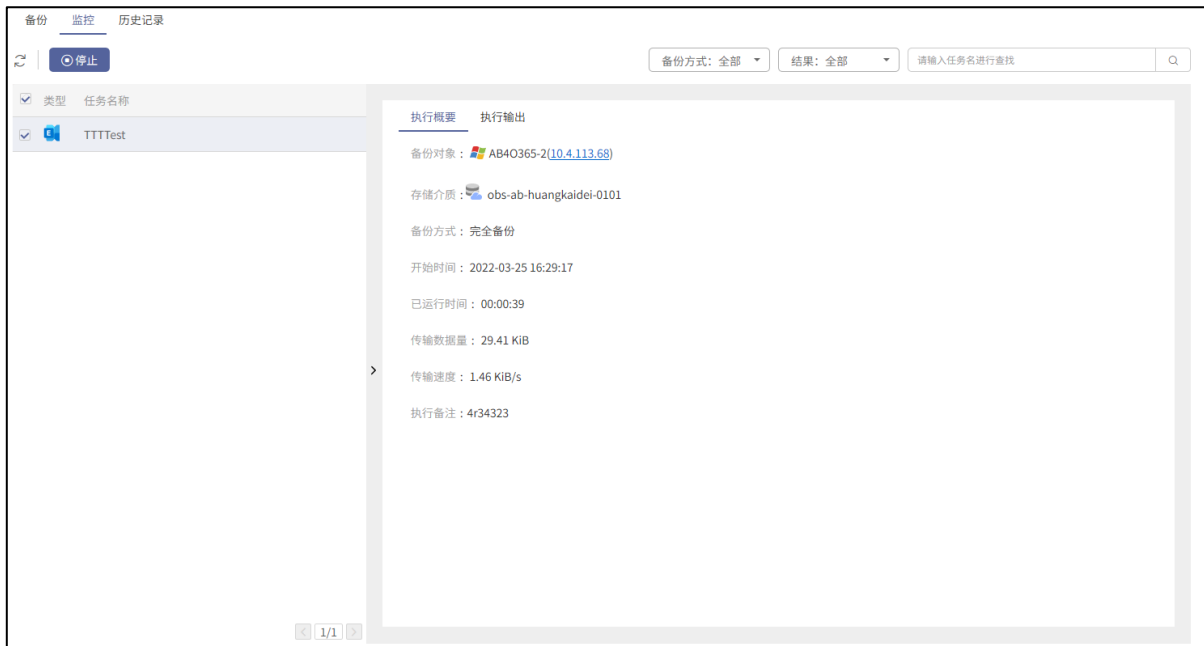 备份 监控 历史记录
停止 备份方式：全部 结果：全部 请输入任务名进行查找
类型 任务名称
TTTTest
执行概要 执行输出
备份对象： AB4O365-2(10.4.113.68)
存储介质： obs-ab-huangkaidei-0101
备份方式：完全备份
开始时间：2022-03-25 16:29:17
已运行时间：00:00:39
传输数据量：29.41 KiB
传输速度：1.46 KiB/s
执行备注：4r34323
1/1